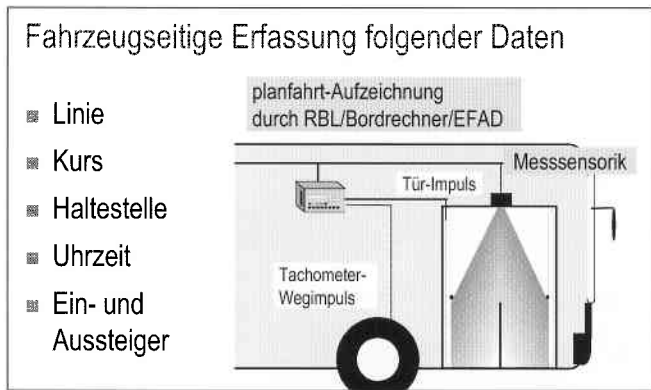 Fahrzeugseitige Erfassung folgender Daten
Linie
Kurs
Haltestelle
Uhrzeit
Ein- und
Aussteiger
planfahrt-Aufzeichnung
durch RBL/Bordrechner/EFAD
Messsensorik
Tür-Impuls
Tachometer-
Wegimpuls